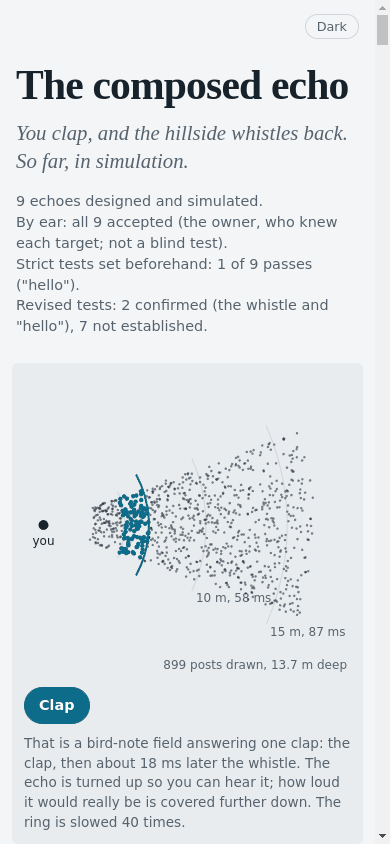 Dark
The composed echo
You clap, and the hillside whistles back.
So far, in simulation.
9 echoes designed and simulated.
By ear: all 9 accepted (the owner, who knew
each target; not a blind test).
Strict tests set beforehand: 1 of 9 passes
("hello").
Revised tests: 2 confirmed (the whistle and
"hello"), 7 not established.
you
10 m, 58 ms
15 m, 87 ms
899 posts drawn, 13.7 m deep
Clap
That is a bird-note field answering one clap: the
clap, then about 18 ms later the whistle. The
echo is turned up so you can hear it; how loud
it would really be is covered further down. The
ring is slowed 40 times.